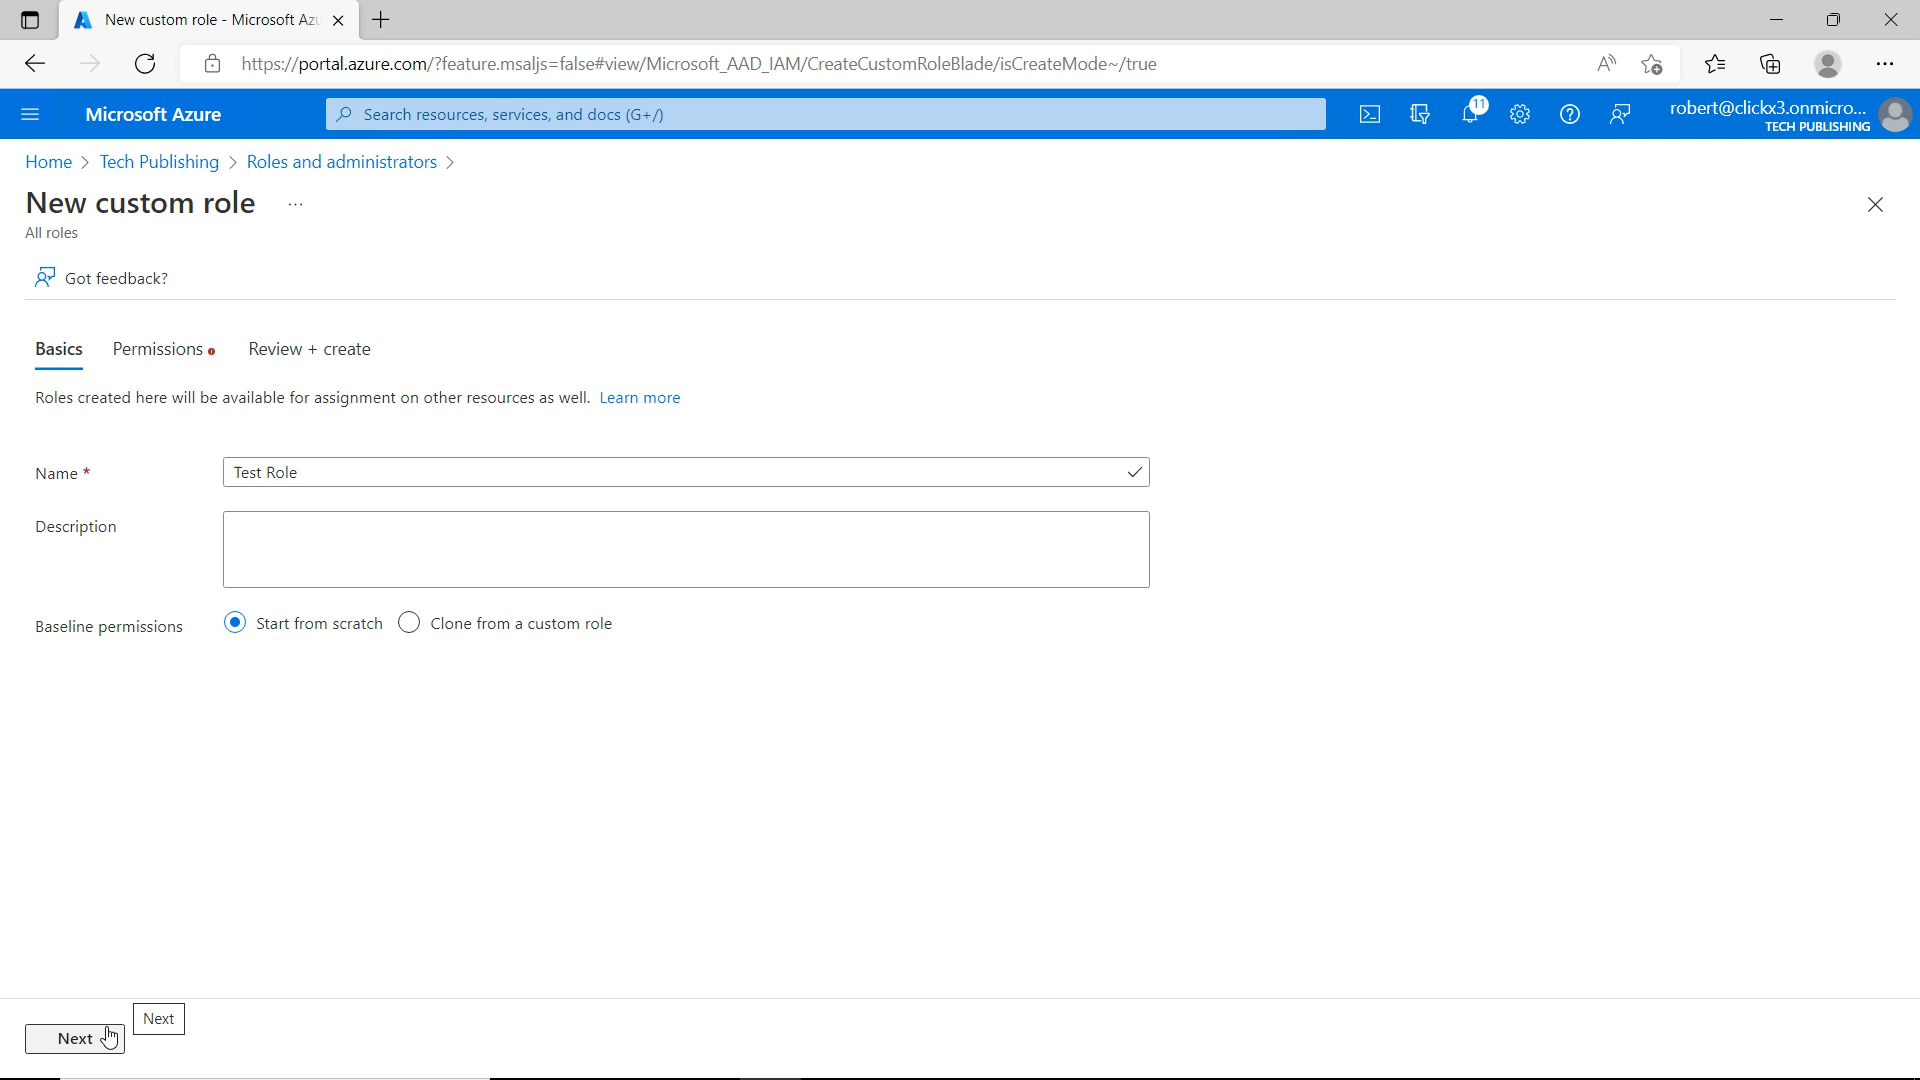 New custom role - Microsoft Azu
https://portal.azure.com/?feature.msaljs=false#view/Microsoft_AAD_IAM/CreateCustomRoleBlade/isCreateMode~/true
Microsoft Azure
Search resources, services, and docs (G+/)
11
robert@clickx3.onmicro...
TECH PUBLISHING
Home > Tech Publishing > Roles and administrators >
New custom role ...
All roles
Got feedback?
Basics Permissions Review + create
Roles created here will be available for assignment on other resources as well. Learn more
Name * Test Role
Description
Baseline permissions Start from scratch Clone from a custom role
Next
Next